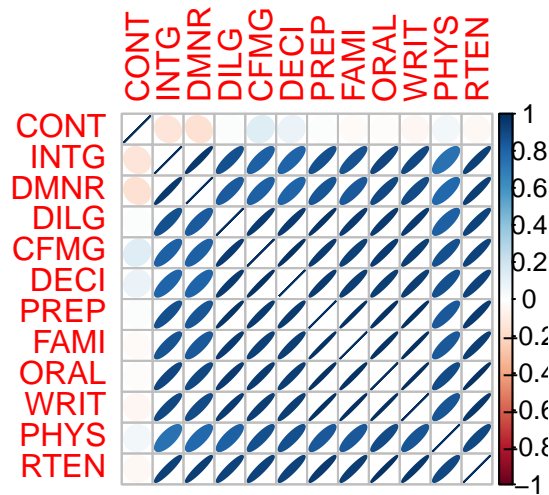 CONT
INTG
DMNR
DILG
CFMG
DECI
PREP
FAMI
ORAL
WRIT
PHYS
RTEN
CONT
INTG
DMNR
DILG
CFMG
DECI
PREP
FAMI
ORAL
WRIT
PHYS
RTEN
1
0.8
0.6
0.4
0.2
0
-0.2
-0.4
-0.6
-0.8
-1